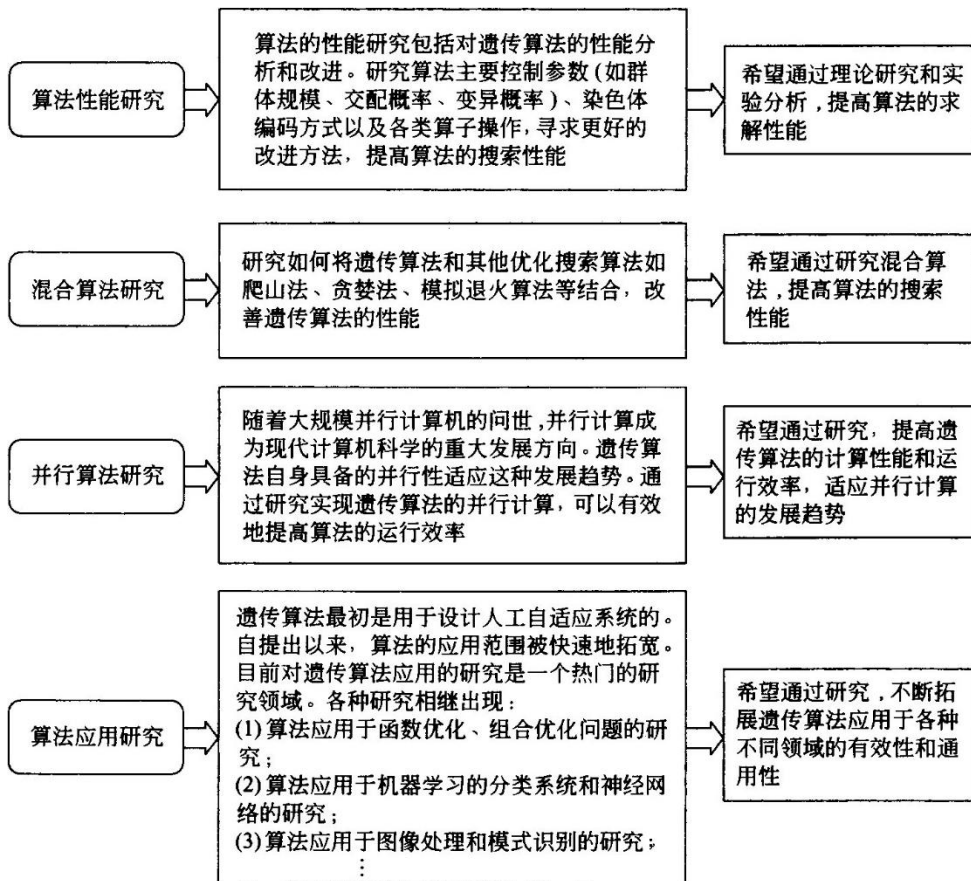 算法性能研究
算法的性能研究包括对遗传算法的性能分
析和改进。研究算法主要控制参数(如群
体规模、交配概率、变异概率)、染色体
编码方式以及各类算子操作,寻求更好的
改进方法，提高算法的搜索性能
希望通过理论研究和实
验分析,提高算法的求
解性能
混合算法研究
研究如何将遗传算法和其他优化搜索算法如
爬山法、贪婪法、模拟退火算法等结合，改
善遗传算法的性能
希望通过研究混合算
法,提高算法的搜索
性能
并行算法研究
随着大规模并行计算机的问世,并行计算成
为现代计算机科学的重大发展方向。遗传算
法自身具备的并行性适应这种发展趋势。通
过研究实现遗传算法的并行计算，可以有效
地提高算法的运行效率
希望通过研究，提高遗
传算法的计算性能和运
行效率，适应并行计算
的发展趋势
算法应用研究
遗传算法最初是用于设计人工自适应系统的。
自提出以来，算法的应用范围被快速地拓宽。
目前对遗传算法应用的研究是一个热门的研
究领域。各种研究相继出现：
(1)算法应用于函数优化、组合优化问题的研
究；
(2)算法应用于机器学习的分类系统和神经网
络的研究；
(3)算法应用于图像处理和模式识别的研究；
⋮
希望通过研究,不断拓
展遗传算法应用于各种
不同领域的有效性和通
用性